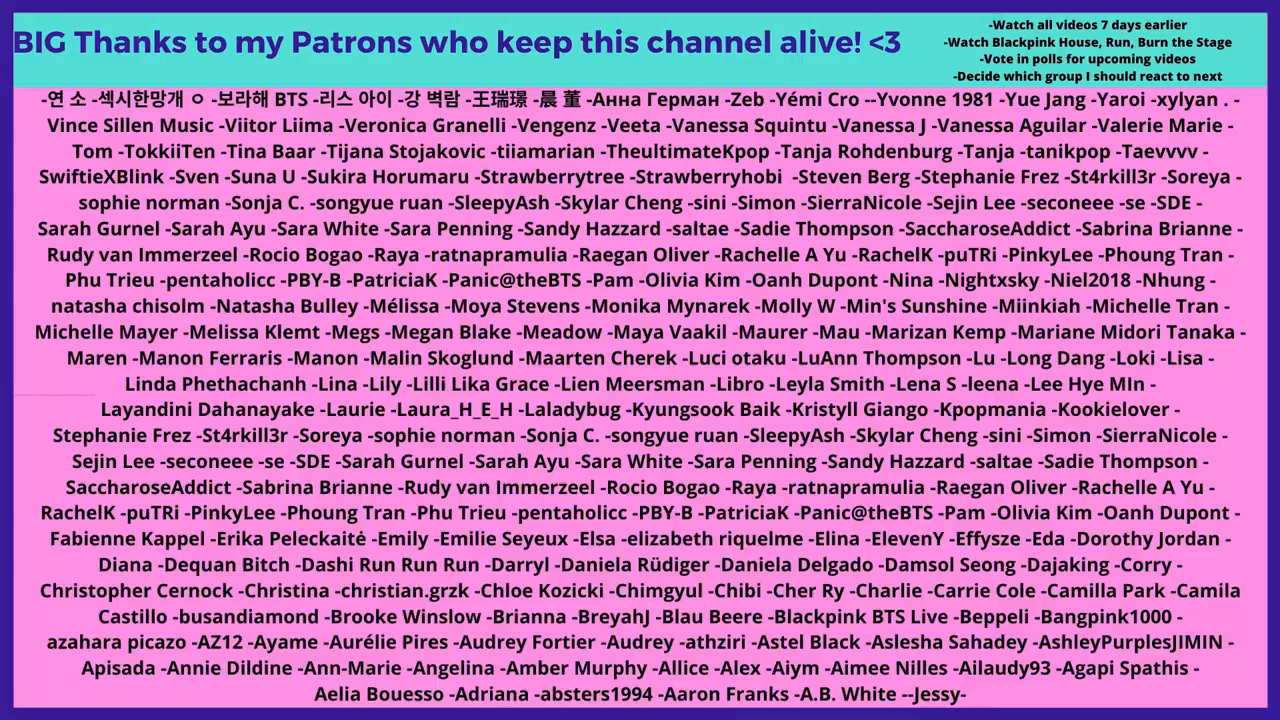 BIG Thanks to my Patrons who keep this channel alive! <3
-Watch all videos 7 days earlier
-Watch Blackpink House, Run, Burn the Stage
-Vote in polls for upcoming videos
-Decide which group I should react to next
-연 소 -섹시한망개 ㅇ -보라해 BTS -리스 아이 -강 벽람 -王瑞璟 -晨 董 -Анна Герман -Zeb -Yémi Cro --Yvonne 1981 -Yue Jang -Yaroi -xylyan . -
Vince Sillen Music -Viitor Liima -Veronica Granelli -Vengenz -Veeta -Vanessa Squintu -Vanessa J -Vanessa Aguilar -Valerie Marie -
Tom -TokkiiTen -Tina Baar -Tijana Stojakovic -tiiamarian -TheultimateKpop -Tanja Rohdenburg -Tanja -tanikpop -Taevvvv -
SwiftieXBlink -Sven -Suna U -Sukira Horumaru -Strawberrytree -Strawberryhobi  -Steven Berg -Stephanie Frez -St4rkill3r -Soreya -
sophie norman -Sonja C. -songyue ruan -SleepyAsh -Skylar Cheng -sini -Simon -SierraNicole -Sejin Lee -seconeee -se -SDE -
Sarah Gurnel -Sarah Ayu -Sara White -Sara Penning -Sandy Hazzard -saltae -Sadie Thompson -SaccharoseAddict -Sabrina Brianne -
Rudy van Immerzeel -Rocio Bogao -Raya -ratnapramulia -Raegan Oliver -Rachelle A Yu -RachelK -puTRi -PinkyLee -Phoung Tran -
Phu Trieu -pentaholicc -PBY-B -PatriciaK -Panic@theBTS -Pam -Olivia Kim -Oanh Dupont -Nina -Nightxsky -Niel2018 -Nhung -
natasha chisolm -Natasha Bulley -Mélissa -Moya Stevens -Monika Mynarek -Molly W -Min's Sunshine -Miinkiah -Michelle Tran -
Michelle Mayer -Melissa Klemt -Megs -Megan Blake -Meadow -Maya Vaakil -Maurer -Mau -Marizan Kemp -Mariane Midori Tanaka -
Maren -Manon Ferraris -Manon -Malin Skoglund -Maarten Cherek -Luci otaku -LuAnn Thompson -Lu -Long Dang -Loki -Lisa -
Linda Phethachanh -Lina -Lily -Lilli Lika Grace -Lien Meersman -Libro -Leyla Smith -Lena S -leena -Lee Hye MIn -
Layandini Dahanayake -Laurie -Laura_H_E_H -Laladybug -Kyungsook Baik -Kristyll Giango -Kpopmania -Kookielover -
Stephanie Frez -St4rkill3r -Soreya -sophie norman -Sonja C. -songyue ruan -SleepyAsh -Skylar Cheng -sini -Simon -SierraNicole -
Sejin Lee -seconeee -se -SDE -Sarah Gurnel -Sarah Ayu -Sara White -Sara Penning -Sandy Hazzard -saltae -Sadie Thompson -
SaccharoseAddict -Sabrina Brianne -Rudy van Immerzeel -Rocio Bogao -Raya -ratnapramulia -Raegan Oliver -Rachelle A Yu -
RachelK -puTRi -PinkyLee -Phoung Tran -Phu Trieu -pentaholicc -PBY-B -PatriciaK -Panic@theBTS -Pam -Olivia Kim -Oanh Dupont -
Fabienne Kappel -Erika Peleckaitė -Emily -Emilie Seyeux -Elsa -elizabeth riquelme -Elina -ElevenY -Effysze -Eda -Dorothy Jordan -
Diana -Dequan Bitch -Dashi Run Run Run -Darryl -Daniela Rüdiger -Daniela Delgado -Damsol Seong -Dajaking -Corry -
Christopher Cernock -Christina -christian.grzk -Chloe Kozicki -Chimgyul -Chibi -Cher Ry -Charlie -Carrie Cole -Camilla Park -Camila
Castillo -busandiamond -Brooke Winslow -Brianna -BreyahJ -Blau Beere -Blackpink BTS Live -Beppeli -Bangpink1000 -
azahara picazo -AZ12 -Ayame -Aurélie Pires -Audrey Fortier -Audrey -athziri -Astel Black -Aslesha Sahadey -AshleyPurplesJIMIN -
Apisada -Annie Dildine -Ann-Marie -Angelina -Amber Murphy -Allice -Alex -Aiym -Aimee Nilles -Ailaudy93 -Agapi Spathis -
Aelia Bouesso -Adriana -absters1994 -Aaron Franks -A.B. White --Jessy-